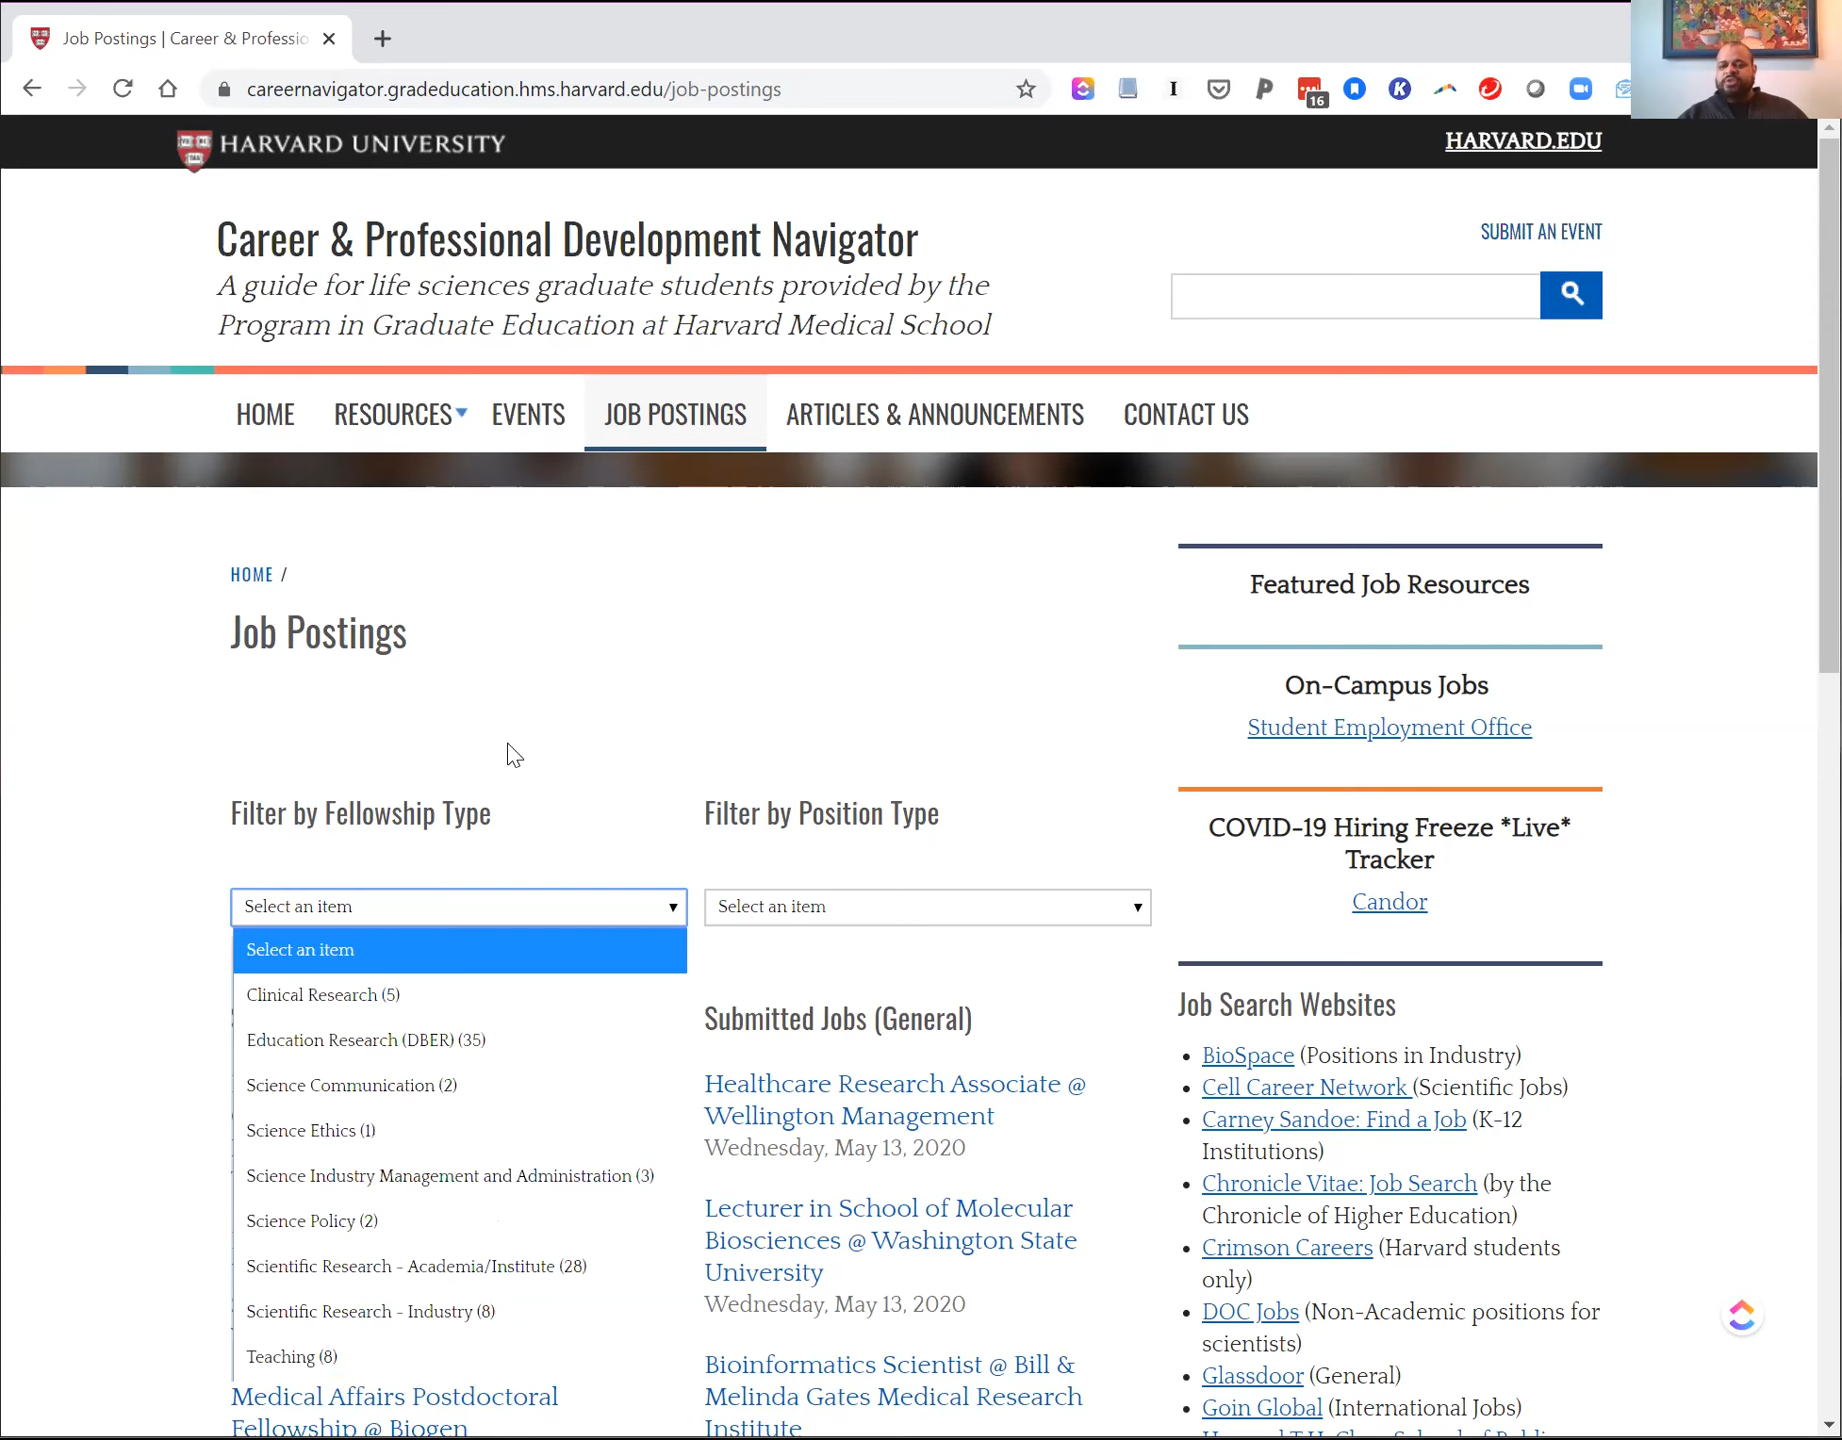 Job Postings | Career & Professio
careernavigator.gradeducation.hms.harvard.edu/job-postings
16
HARVARD UNIVERSITY
HARVARD.EDU
Career & Professional Development Navigator
A guide for life sciences graduate students provided by the
Program in Graduate Education at Harvard Medical School
SUBMIT AN EVENT
HOME RESOURCES EVENTS JOB POSTINGS ARTICLES & ANNOUNCEMENTS CONTACT US
HOME /
Job Postings
Filter by Fellowship Type
Select an item
Select an item
Clinical Research (5)
Education Research (DBER) (35)
Science Communication (2)
Science Ethics (1)
Science Industry Management and Administration (3)
Science Policy (2)
Scientific Research - Academia/Institute (28)
Scientific Research - Industry (8)
Teaching (8)
Medical Affairs Postdoctoral
Fellowship @ Biogen
Filter by Position Type
Select an item
Submitted Jobs (General)
Healthcare Research Associate @
Wellington Management
Wednesday, May 13, 2020
Lecturer in School of Molecular
Biosciences @ Washington State
University
Wednesday, May 13, 2020
Bioinformatics Scientist @ Bill &
Melinda Gates Medical Research
Institute
Featured Job Resources
On-Campus Jobs
Student Employment Office
COVID-19 Hiring Freeze *Live*
Tracker
Candor
Job Search Websites
BioSpace (Positions in Industry)
Cell Career Network (Scientific Jobs)
Carney Sandoe: Find a Job (K-12
Institutions)
Chronicle Vitae: Job Search (by the
Chronicle of Higher Education)
Crimson Careers (Harvard students
only)
DOC Jobs (Non-Academic positions for
scientists)
Glassdoor (General)
Goin Global (International Jobs)